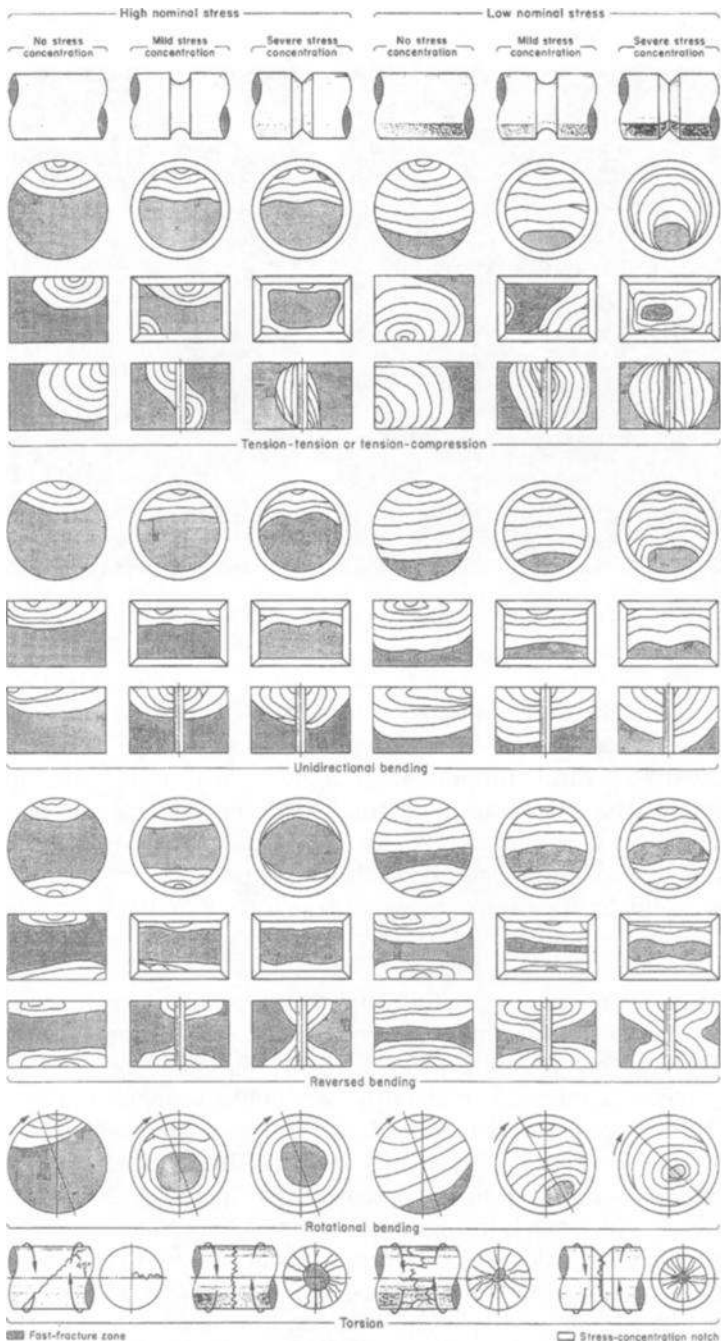 High nominal stress
Low nominal stress
No stress
concentration
Mild stress
concentration
Severe stress
concentration
No stress
concentration
Mild stress
concentration
Severe stress
concentration
Tension-tension or tension-compression
Unidirectional bending
Reversed bending
Rotational bending
Torsion
Fast-fracture zone
Stress-concentration notch